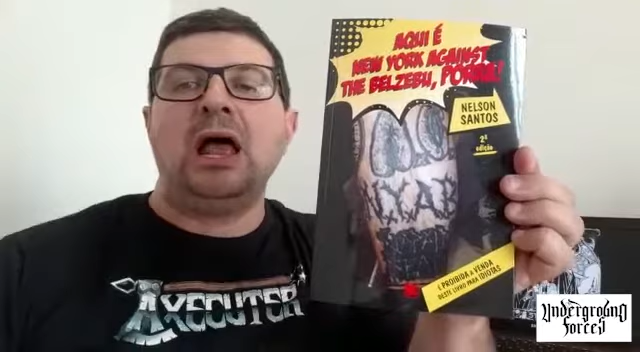 AQUI É
NEW YORK AGAINST
THE BELZEBU, PORRA!
NELSON
SANTOS
2ª
edição
N.Y.A.B
É PROIBIDA A VENDA
DESTE LIVRO PARA IDIOTAS
AXECUTER
Underground
Forces